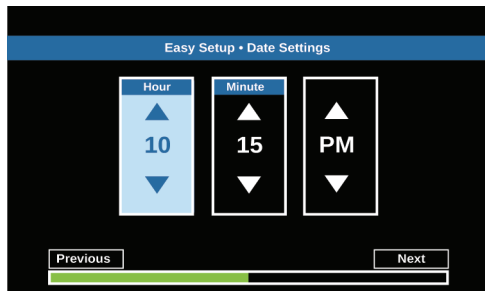 Easy Setup • Date Settings
Hour Minute
10 15 PM
Previous Next